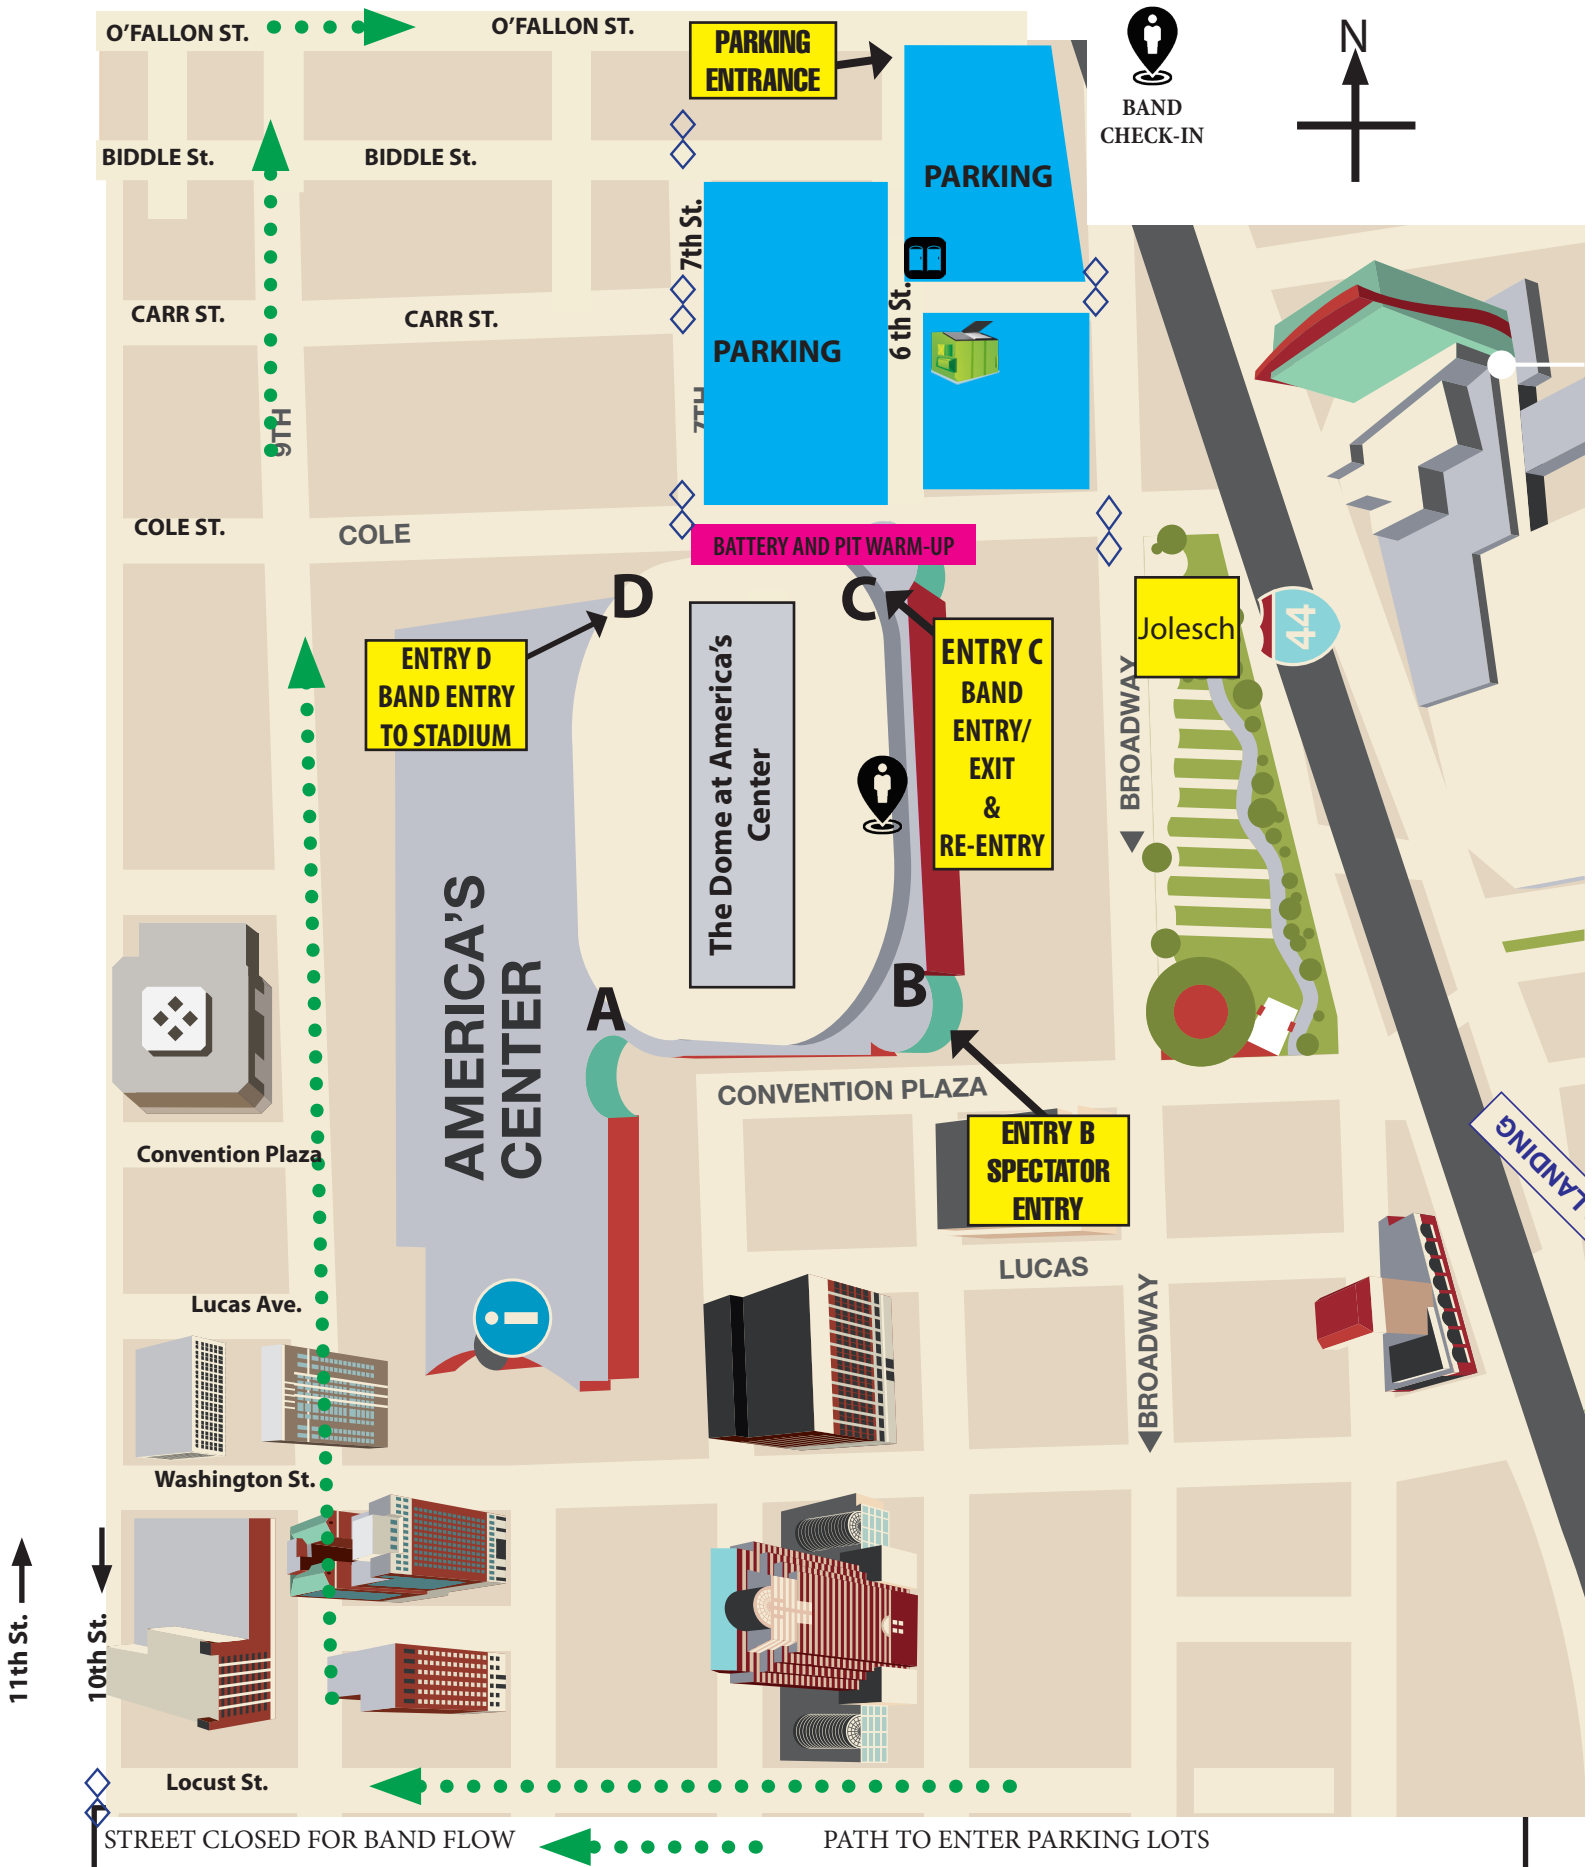 O'FALLON ST.
O'FALLON ST.
PARKING
ENTRANCE
BAND
CHECK-IN
N
BIDDLE St.
BIDDLE St.
PARKING
7th St.
CARR ST.
CARR ST.
6 th St.
PARKING
9TH
7TH
COLE ST.
COLE
BATTERY AND PIT WARM-UP
D
C
Jolesch
44
ENTRY D
BAND ENTRY
TO STADIUM
ENTRY C
BAND
ENTRY/
EXIT
&
RE-ENTRY
The Dome at America's
Center
BROADWAY
AMERICA'S
CENTER
A
B
CONVENTION PLAZA
ENTRY B
SPECTATOR
ENTRY
LANDING
Convention Plaza
LUCAS
Lucas Ave.
i
BROADWAY
Washington St.
11th St.
10th St.
Locust St.
STREET CLOSED FOR BAND FLOW
PATH TO ENTER PARKING LOTS